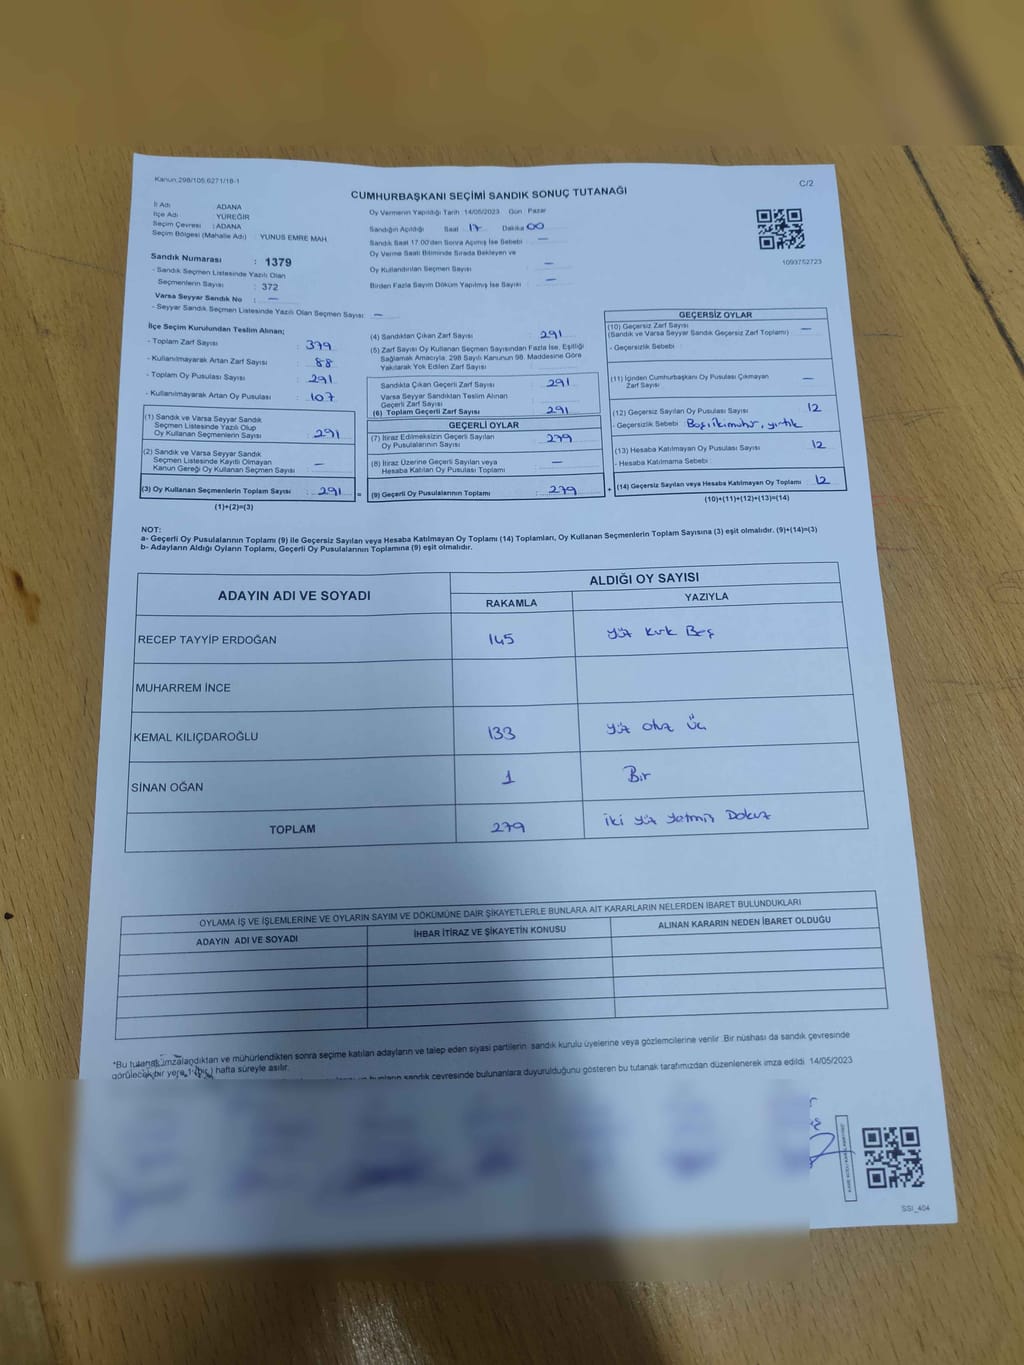 Kanun.298/105,6271/18-1
C/2
CUMHURBAŞKANI SEÇİMİ SANDIK SONUÇ TUTANAĞI
İl Adı : ADANA
İlçe Adı : YÜREĞİR
Seçim Çevresi : ADANA
Seçim Bölgesi (Mahalle Adı) : YUNUS EMRE MAH.
Oy Vermenin Yapıldığı Tarih 14/05/2023 Gün Pazar
Sandığın Açıldığı Saat 17 Dakika 00
Sandık Saat 17.00'dan Sonra Açılmış İse Sebebi : —
Oy Verme Saati Bitiminde Sırada Bekleyen ve
Oy Kullandırılan Seçmen Sayısı : —
Birden Fazla Sayım Döküm Yapılmış İse Sayısı : —
1093752723
Sandık Numarası : 1379
- Sandık Seçmen Listesinde Yazılı Olan
Seçmenlerin Sayısı : 372
Varsa Seyyar Sandık No : —
- Seyyar Sandık Seçmen Listesinde Yazılı Olan Seçmen Sayısı: —
İlçe Seçim Kurulundan Teslim Alınan;
- Toplam Zarf Sayısı : 379
- Kullanılmayarak Artan Zarf Sayısı : 88
- Toplam Oy Pusulası Sayısı : 291
- Kullanılmayarak Artan Oy Pusulası : 107
(1) Sandık ve Varsa Seyyar Sandık
Seçmen Listesinde Yazılı Olup
Oy Kullanan Seçmenlerin Sayısı : 291
(2) Sandık ve Varsa Seyyar Sandık
Seçmen Listesinde Kayıtlı Olmayan
Kanun Gereği Oy Kullanan Seçmen Sayısı : —
(3) Oy Kullanan Seçmenlerin Toplam Sayısı : 291 =
(1)+(2)=(3)
(4) Sandıktan Çıkan Zarf Sayısı : 291
(5) Zarf Sayısı Oy Kullanan Seçmen Sayısından Fazla İse, Eşitliği
Sağlamak Amacıyla; 298 Sayılı Kanunun 98. Maddesine Göre
Yakılarak Yok Edilen Zarf Sayısı :
Sandıkta Çıkan Geçerli Zarf Sayısı : 291
Varsa Seyyar Sandıktan Teslim Alınan
Geçerli Zarf Sayısı :
(6) Toplam Geçerli Zarf Sayısı : 291
GEÇERLİ OYLAR
(7) İtiraz Edilmeksizin Geçerli Sayılan
Oy Pusulalarının Sayısı : 279
(8) İtiraz Üzerine Geçerli Sayılan veya
Hesaba Katılan Oy Pusulası Toplamı : —
(9) Geçerli Oy Pusulalarının Toplamı : 279 +
GEÇERSİZ OYLAR
(10) Geçersiz Zarf Sayısı
(Sandık ve Varsa Seyyar Sandık Geçersiz Zarf Toplamı) : —
- Geçersizlik Sebebi :
(11) İçinden Cumhurbaşkanı Oy Pusulası Çıkmayan
Zarf Sayısı : —
(12) Geçersiz Sayılan Oy Pusulası Sayısı : 12
- Geçersizlik Sebebi : Boş, iki mühür, yırtık
(13) Hesaba Katılmayan Oy Pusulası Sayısı : 12
- Hesaba Katılmama Sebebi :
(14) Geçersiz Sayılan veya Hesaba Katılmayan Oy Toplamı : 12
(10)+(11)+(12)+(13)=(14)
NOT:
a- Geçerli Oy Pusulalarının Toplamı (9) ile Geçersiz Sayılan veya Hesaba Katılmayan Oy Toplamı (14) Toplamları, Oy Kullanan Seçmenlerin Toplam Sayısına (3) eşit olmalıdır. (9)+(14)=(3)
b- Adayların Aldığı Oyların Toplamı, Geçerli Oy Pusulalarının Toplamına (9) eşit olmalıdır.
ADAYIN ADI VE SOYADI
ALDIĞI OY SAYISI
RAKAMLA YAZIYLA
RECEP TAYYİP ERDOĞAN 145 Yüz Kırk Beş
MUHARREM İNCE
KEMAL KILIÇDAROĞLU 133 Yüz Otuz Üç
SİNAN OĞAN 1 Bir
TOPLAM 279 iki yüz yetmiş Dokuz
OYLAMA İŞ VE İŞLEMLERİNE VE OYLARIN SAYIM VE DÖKÜMÜNE DAİR ŞİKAYETLERLE BUNLARA AİT KARARLARIN NELERDEN İBARET BULUNDUKLARI
ADAYIN ADI VE SOYADI İHBAR İTİRAZ VE ŞİKAYETİN KONUSU ALINAN KARARIN NEDEN İBARET OLDUĞU
*Bu tutanak imzalandıktan ve mühürlendikten sonra seçime katılan adayların ve talep eden siyasi partilerin, sandık kurulu üyelerine veya gözlemcilerine verilir. Bir nüshası da sandık çevresinde
görülecek bir yere 1 (bir) hafta süreyle asılır.
sandık çevresinde bulunanlara duyurulduğunu gösteren bu tutanak tarafımızdan düzenlenerek imza edildi. 14/05/2023
SSI_404